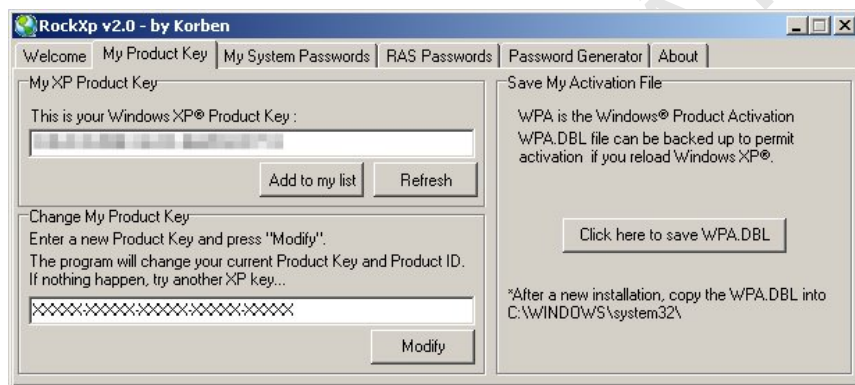 RockXp v2.0 - by Korben
Welcome My Product Key My System Passwords RAS Passwords Password Generator About
My XP Product Key
This is your Windows XP® Product Key :
Add to my list Refresh
Change My Product Key
Enter a new Product Key and press "Modify".
The program will change your current Product Key and Product ID.
If nothing happen, try another XP key...
XXXXX-XXXXX-XXXXX-XXXXX-XXXXX
Modify
Save My Activation File
WPA is the Windows® Product Activation
WPA.DBL file can be backed up to permit
activation if you reload Windows XP®.
Click here to save WPA.DBL
*After a new installation, copy the WPA.DBL into
C:\WINDOWS\system32\